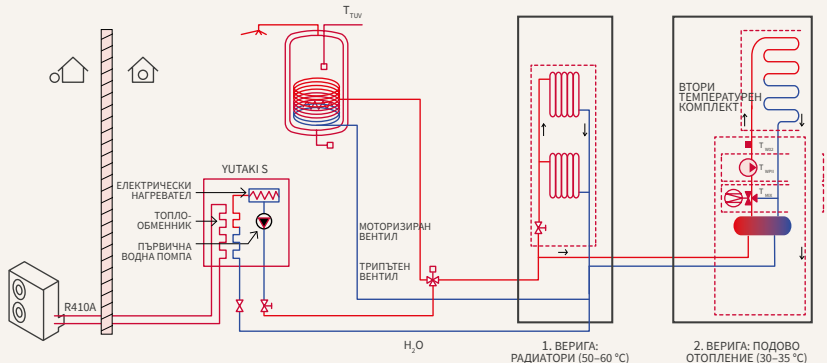 T TUV
ВТОРИ
ТЕМПЕРАТУРЕН
КОМПЛЕКТ
YUTAKI S
ЕЛЕКТРИЧЕСКИ
НАГРЕВАТЕЛ
ТОПЛО-
ОБМЕННИК
ПЪРВИЧНА
ВОДНА ПОМПА
МОТОРИЗИРАН
ВЕНТИЛ
ТРИПЪТЕН
ВЕНТИЛ
R410A
H₂O
1. ВЕРИГА:
РАДИАТОРИ (50–60 °C)
2. ВЕРИГА: ПОДОВО
ОТОПЛЕНИЕ (30–35 °C)
T
T
T